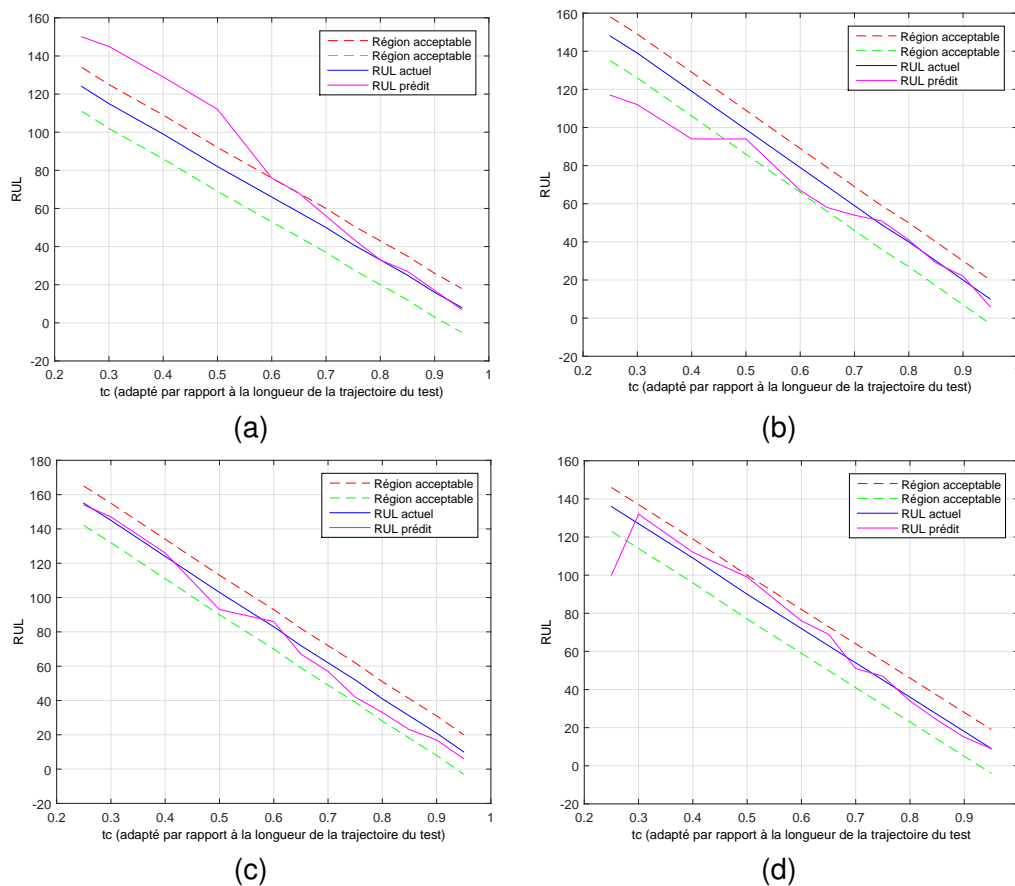 160
140
120
100
80
60
40
20
0
-20
RUL
Région acceptable
Région acceptable
RUL actuel
RUL prédit
0.2 0.3 0.4 0.5 0.6 0.7 0.8 0.9 1
tc (adapté par rapport à la longueur de la trajectoire du test)
(a)
160
140
120
100
80
60
40
20
0
-20
RUL
Région acceptable
Région acceptable
RUL actuel
RUL prédit
0.2 0.3 0.4 0.5 0.6 0.7 0.8 0.9 1
tc (adapté par rapport à la longueur de la trajectoire du test)
(b)
180
160
140
120
100
80
60
40
20
0
-20
RUL
Région acceptable
Région acceptable
RUL actuel
RUL prédit
0.2 0.3 0.4 0.5 0.6 0.7 0.8 0.9 1
tc (adapté par rapport à la longueur de la trajectoire du test)
(c)
160
140
120
100
80
60
40
20
0
-20
RUL
Région acceptable
Région acceptable
RUL actuel
RUL prédit
0.2 0.3 0.4 0.5 0.6 0.7 0.8 0.9
tc (adapté par rapport à la longueur de la trajectoire du test
(d)